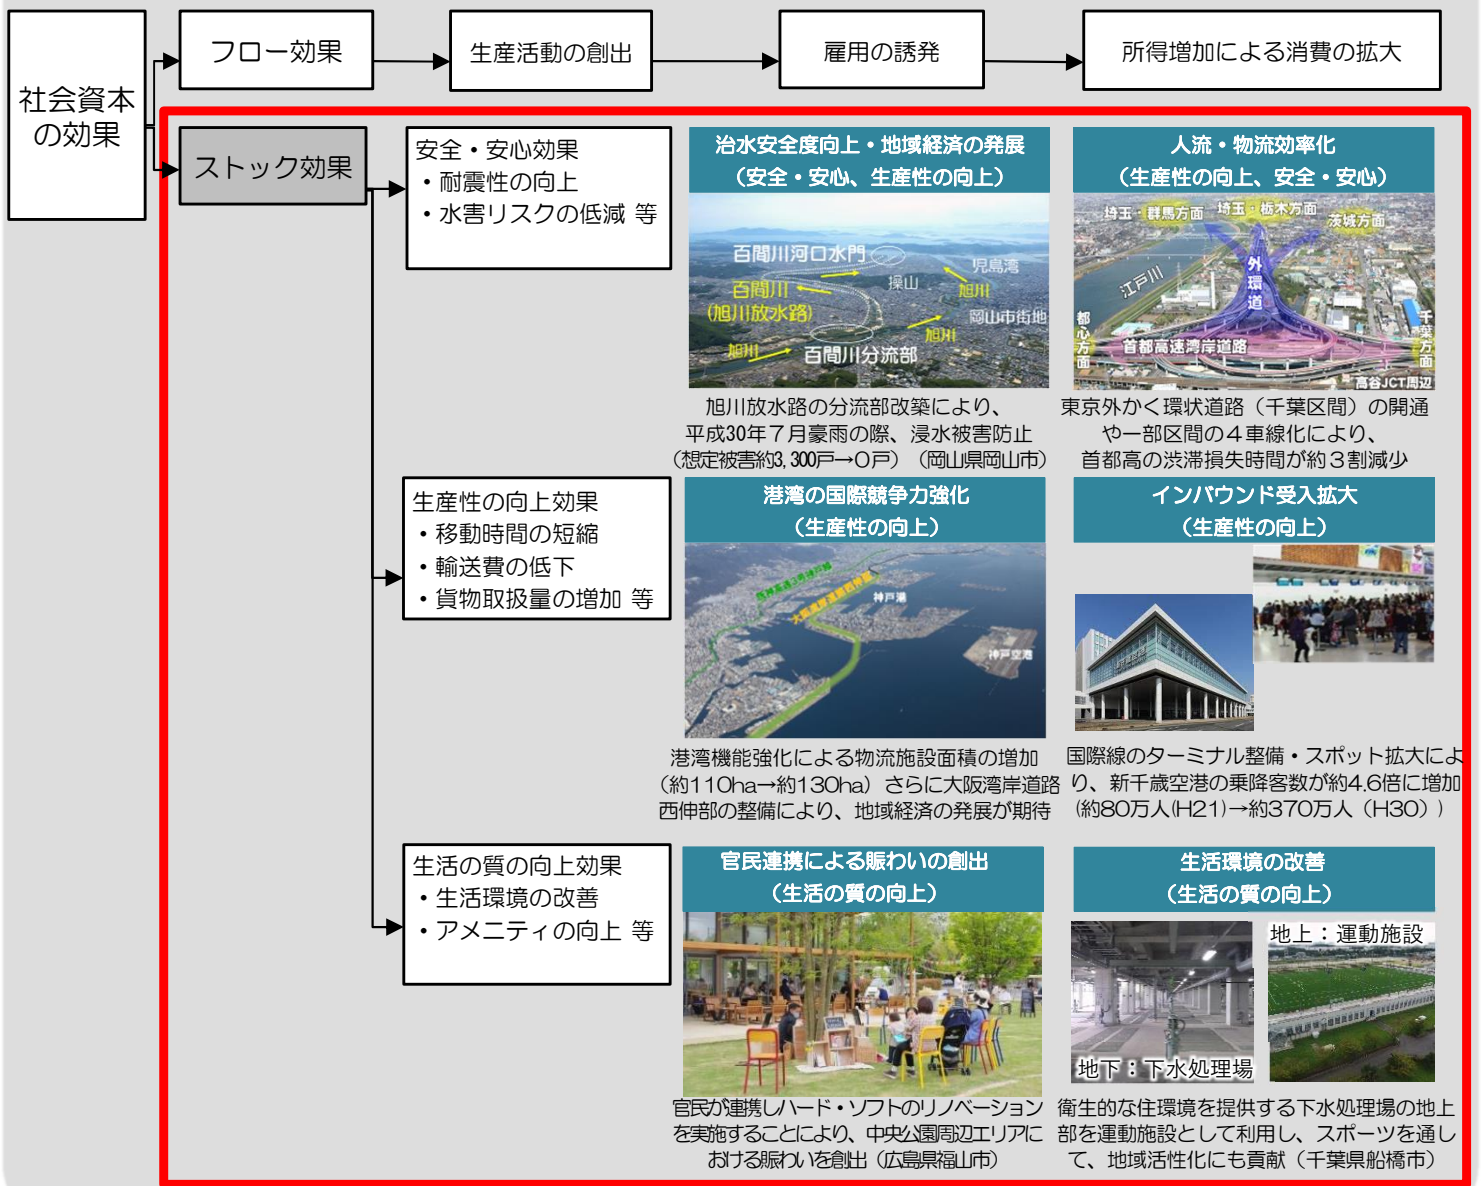 社会資本
の効果
フロー効果
生産活動の創出
雇用の誘発
所得増加による消費の拡大
ストック効果
安全・安心効果
・耐震性の向上
・水害リスクの低減 等
治水安全度向上・地域経済の発展
（安全・安心、生産性の向上）
百間川河口水門
児島湾
操山
百間川
(旭川放水路)
旭川
岡山市街地
旭川
旭川
百間川分流部
旭川放水路の分流部改築により、
平成30年７月豪雨の際、浸水被害防止
（想定被害約3,300戸→０戸）（岡山県岡山市）
人流・物流効率化
（生産性の向上、安全・安心）
埼玉・群馬方面
埼玉・栃木方面
茨城方面
外環道
江戸川
都心方面
千葉方面
首都高速湾岸道路
高谷JCT周辺
東京外かく環状道路（千葉区間）の開通
や一部区間の４車線化により、
首都高の渋滞損失時間が約３割減少
生産性の向上効果
・移動時間の短縮
・輸送費の低下
・貨物取扱量の増加 等
港湾の国際競争力強化
（生産性の向上）
阪神高速3号神戸線
大阪湾岸道路西伸部
神戸港
神戸空港
港湾機能強化による物流施設面積の増加
（約110ha→約130ha）さらに大阪湾岸道路
西伸部の整備により、地域経済の発展が期待
インバウンド受入拡大
（生産性の向上）
国際線のターミナル整備・スポット拡大によ
り、新千歳空港の乗降客数が約4.6倍に増加
(約80万人(H21)→約370万人（H30）)
生活の質の向上効果
・生活環境の改善
・アメニティの向上 等
官民連携による賑わいの創出
（生活の質の向上）
官民が連携しハード・ソフトのリノベーション
を実施することにより、中央公園周辺エリアに
おける賑わいを創出（広島県福山市）
生活環境の改善
（生活の質の向上）
地上：運動施設
地下：下水処理場
衛生的な住環境を提供する下水処理場の地上
部を運動施設として利用し、スポーツを通し
て、地域活性化にも貢献（千葉県船橋市）